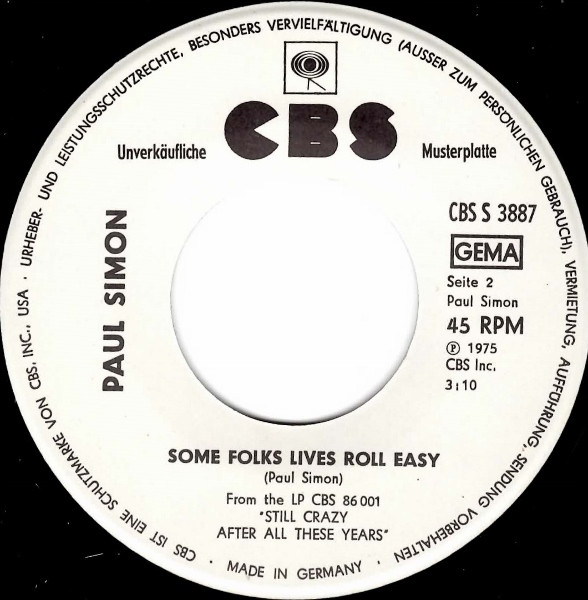 URHEBER- UND LEISTUNGSSCHUTZRECHTE, BESONDERS VERVIELFÄLTIGUNG (AUSSER ZUM PERSÖNLICHEN GEBRAUCH), VERMIETUNG, AUFFÜHRUNG, SENDUNG VORBEHALTEN
CBS
Unverkäufliche Musterplatte
PAUL SIMON
CBS S 3887
GEMA
Seite 2
Paul Simon
45 RPM
℗ 1975
CBS Inc.
3:10
SOME FOLKS LIVES ROLL EASY
(Paul Simon)
From the LP CBS 86 001
"STILL CRAZY
AFTER ALL THESE YEARS"
CBS IST EINE SCHUTZMARKE VON CBS, INC., USA ·
· MADE IN GERMANY ·